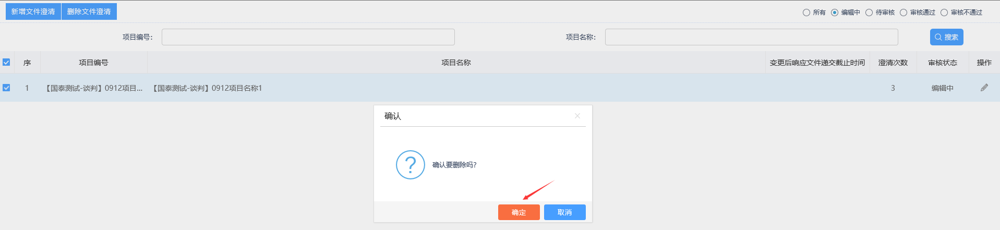 新增文件澄清 删除文件澄清 所有 编辑中 待审核 审核通过 审核不通过
项目编号: 项目名称: 搜索
序 项目编号 项目名称 变更后响应文件递交截止时间 澄清次数 审核状态 操作
1 【国泰测试-谈判】0912项目... 【国泰测试-谈判】0912项目名称1 3 编辑中
确认
?
确认要删除吗?
确定 取消